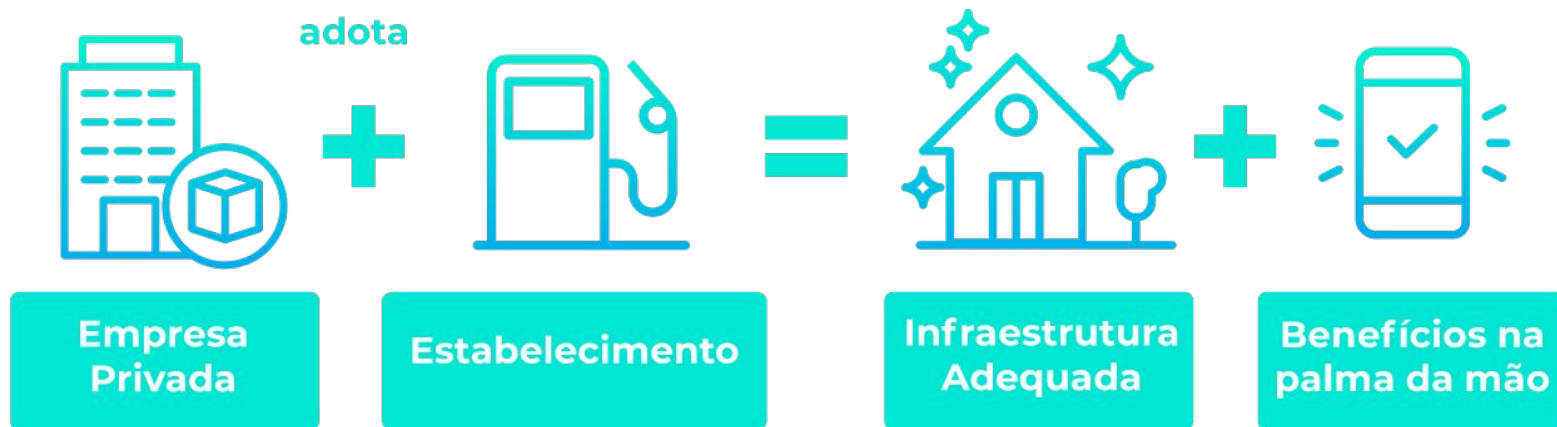 adota
Empresa
Privada
Estabelecimento
Infraestrutura
Adequada
Benefícios na
palma da mão